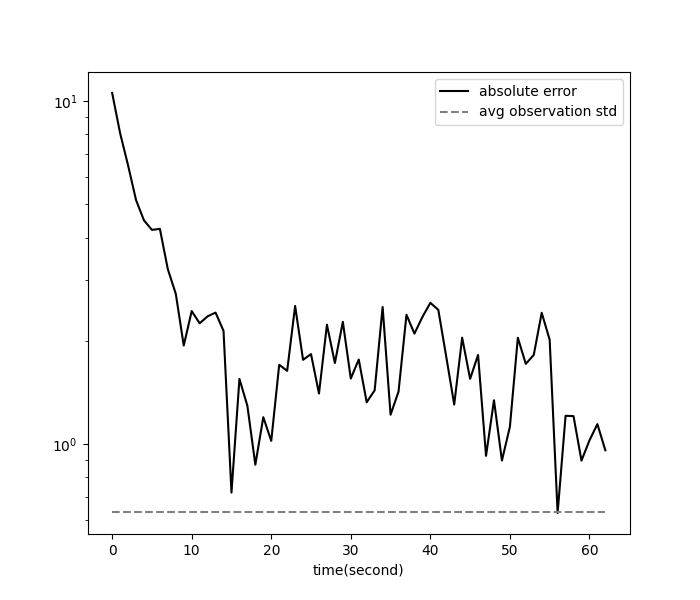 absolute error
avg observation std
10¹
10⁰
0 10 20 30 40 50 60
time(second)